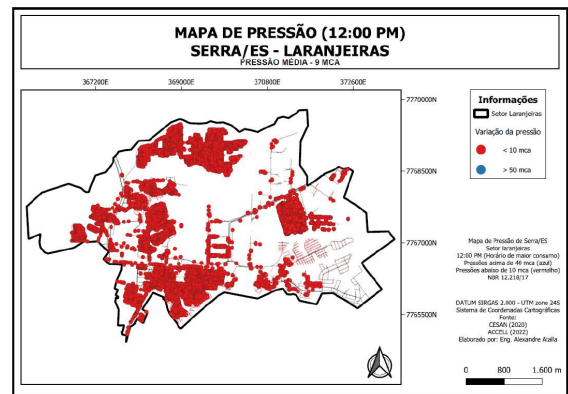 MAPA DE PRESSÃO (12:00 PM)
SERRA/ES - LARANJEIRAS
PRESSÃO MÉDIA - 9 MCA
367200E 369000E 370800E 372600E
7770000N
7768500N
7767000N
7765500N
Informações
Setor Laranjeiras
Variação da pressão
< 10 mca
> 50 mca
Mapa de Pressão de Serra/ES
Setor laranjeiras
12:00 PM (Horário de maior consumo)
Pressões acima de 40 mca (azul)
Pressões abaixo de 10 mca (vermelho)
NBR 12.218/17
DATUM SIRGAS 2.000 - UTM zone 24S
Sistema de Coordenadas Cartográficas
Fonte:
CESAN (2020)
ACCELL (2022)
Elaborado por: Eng. Alexandre Atalla
0 800 1.600 m